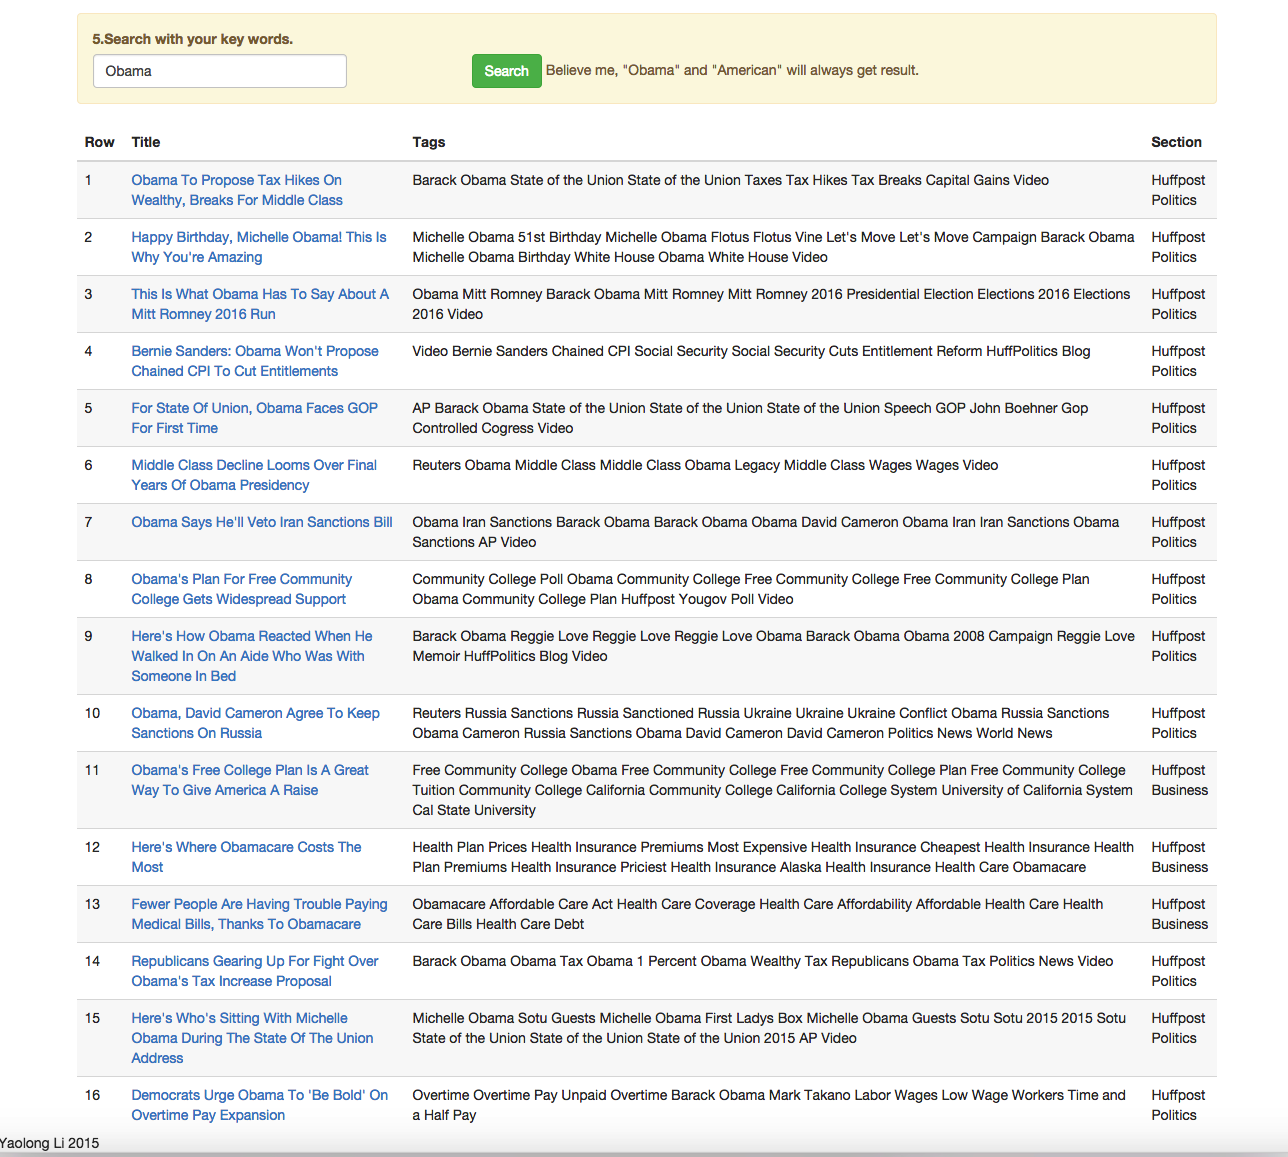 5.Search with your key words.
Obama
Search Believe me, "Obama" and "American" will always get result.
Row Title Tags Section
1 Obama To Propose Tax Hikes On Barack Obama State of the Union State of the Union Taxes Tax Hikes Tax Breaks Capital Gains Video Huffpost
Wealthy, Breaks For Middle Class Politics
2 Happy Birthday, Michelle Obama! This Is Michelle Obama 51st Birthday Michelle Obama Flotus Flotus Vine Let's Move Let's Move Campaign Barack Obama Huffpost
Why You're Amazing Michelle Obama Birthday White House Obama White House Video Politics
3 This Is What Obama Has To Say About A Obama Mitt Romney Barack Obama Mitt Romney Mitt Romney 2016 Presidential Election Elections 2016 Elections Huffpost
Mitt Romney 2016 Run 2016 Video Politics
4 Bernie Sanders: Obama Won't Propose Video Bernie Sanders Chained CPI Social Security Social Security Cuts Entitlement Reform HuffPolitics Blog Huffpost
Chained CPI To Cut Entitlements Politics
5 For State Of Union, Obama Faces GOP AP Barack Obama State of the Union State of the Union State of the Union Speech GOP John Boehner Gop Huffpost
For First Time Controlled Cogress Video Politics
6 Middle Class Decline Looms Over Final Reuters Obama Middle Class Middle Class Obama Legacy Middle Class Wages Wages Video Huffpost
Years Of Obama Presidency Politics
7 Obama Says He'll Veto Iran Sanctions Bill Obama Iran Sanctions Barack Obama Barack Obama Obama David Cameron Obama Iran Iran Sanctions Obama Huffpost
Sanctions AP Video Politics
8 Obama's Plan For Free Community Community College Poll Obama Community College Free Community College Free Community College Plan Huffpost
College Gets Widespread Support Obama Community College Plan Huffpost Yougov Poll Video Politics
9 Here's How Obama Reacted When He Barack Obama Reggie Love Reggie Love Reggie Love Obama Barack Obama Obama 2008 Campaign Reggie Love Huffpost
Walked In On An Aide Who Was With Memoir HuffPolitics Blog Video Politics
Someone In Bed
10 Obama, David Cameron Agree To Keep Reuters Russia Sanctions Russia Sanctioned Russia Ukraine Ukraine Ukraine Conflict Obama Russia Sanctions Huffpost
Sanctions On Russia Obama Cameron Russia Sanctions Obama David Cameron David Cameron Politics News World News Politics
11 Obama's Free College Plan Is A Great Free Community College Obama Free Community College Free Community College Plan Free Community College Huffpost
Way To Give America A Raise Tuition Community College California Community College California College System University of California System Business
Cal State University
12 Here's Where Obamacare Costs The Health Plan Prices Health Insurance Premiums Most Expensive Health Insurance Cheapest Health Insurance Health Huffpost
Most Plan Premiums Health Insurance Priciest Health Insurance Alaska Health Insurance Health Care Obamacare Business
13 Fewer People Are Having Trouble Paying Obamacare Affordable Care Act Health Care Coverage Health Care Affordability Affordable Health Care Health Huffpost
Medical Bills, Thanks To Obamacare Care Bills Health Care Debt Business
14 Republicans Gearing Up For Fight Over Barack Obama Obama Tax Obama 1 Percent Obama Wealthy Tax Republicans Obama Tax Politics News Video Huffpost
Obama's Tax Increase Proposal Politics
15 Here's Who's Sitting With Michelle Michelle Obama Sotu Guests Michelle Obama First Ladys Box Michelle Obama Guests Sotu Sotu 2015 2015 Sotu Huffpost
Obama During The State Of The Union State of the Union State of the Union State of the Union 2015 AP Video Politics
Address
16 Democrats Urge Obama To 'Be Bold' On Overtime Overtime Pay Unpaid Overtime Barack Obama Mark Takano Labor Wages Low Wage Workers Time and Huffpost
Overtime Pay Expansion a Half Pay Politics
Yaolong Li 2015